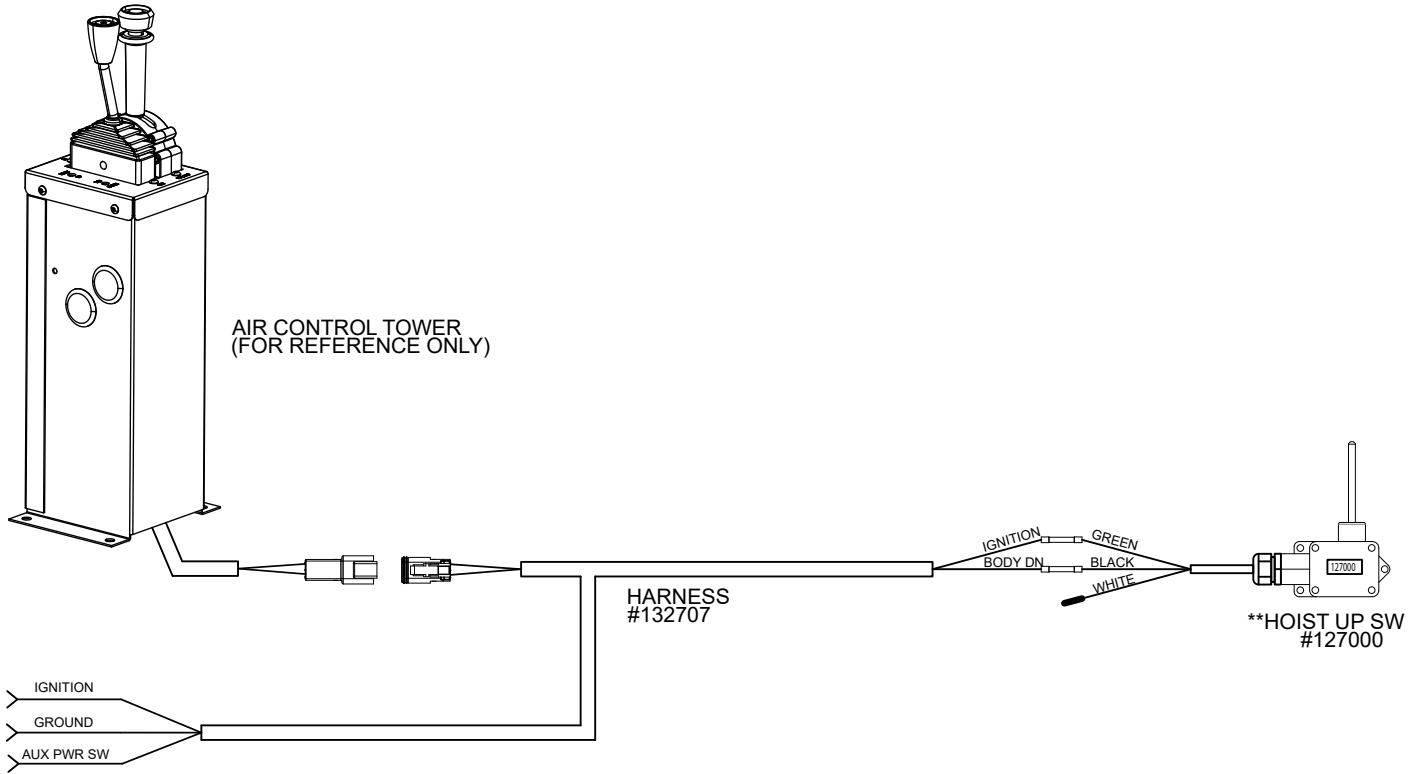 AIR CONTROL TOWER
(FOR REFERENCE ONLY)
IGNITION
GREEN
BODY DN
BLACK
WHITE
127000
HARNESS
#132707
**HOIST UP SW
#127000
IGNITION
GROUND
AUX PWR SW